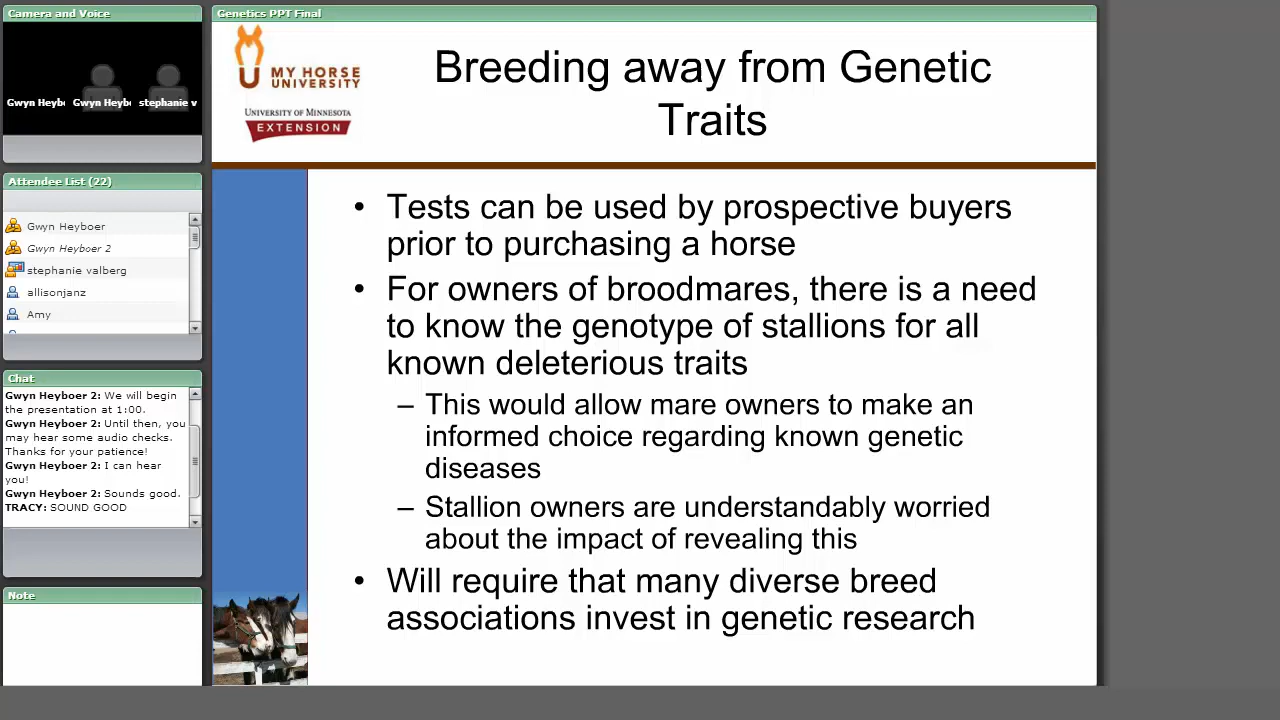 Camera and Voice
Gwyn Heyb
Gwyn Heyb
stephanie v
Attendee List (22)
Gwyn Heyboer
Gwyn Heyboer 2
stephanie valberg
allisonjanz
Amy
Chat
Gwyn Heyboer 2: We will begin
the presentation at 1:00.
Gwyn Heyboer 2: Until then, you
may hear some audio checks.
Thanks for your patience!
Gwyn Heyboer 2: I can hear
you!
Gwyn Heyboer 2: Sounds good.
TRACY: SOUND GOOD
Note
Genetics PPT Final
MY HORSE
UNIVERSITY
UNIVERSITY OF MINNESOTA
EXTENSION
Breeding away from Genetic
Traits
• Tests can be used by prospective buyers
prior to purchasing a horse
• For owners of broodmares, there is a need
to know the genotype of stallions for all
known deleterious traits
– This would allow mare owners to make an
informed choice regarding known genetic
diseases
– Stallion owners are understandably worried
about the impact of revealing this
• Will require that many diverse breed
associations invest in genetic research